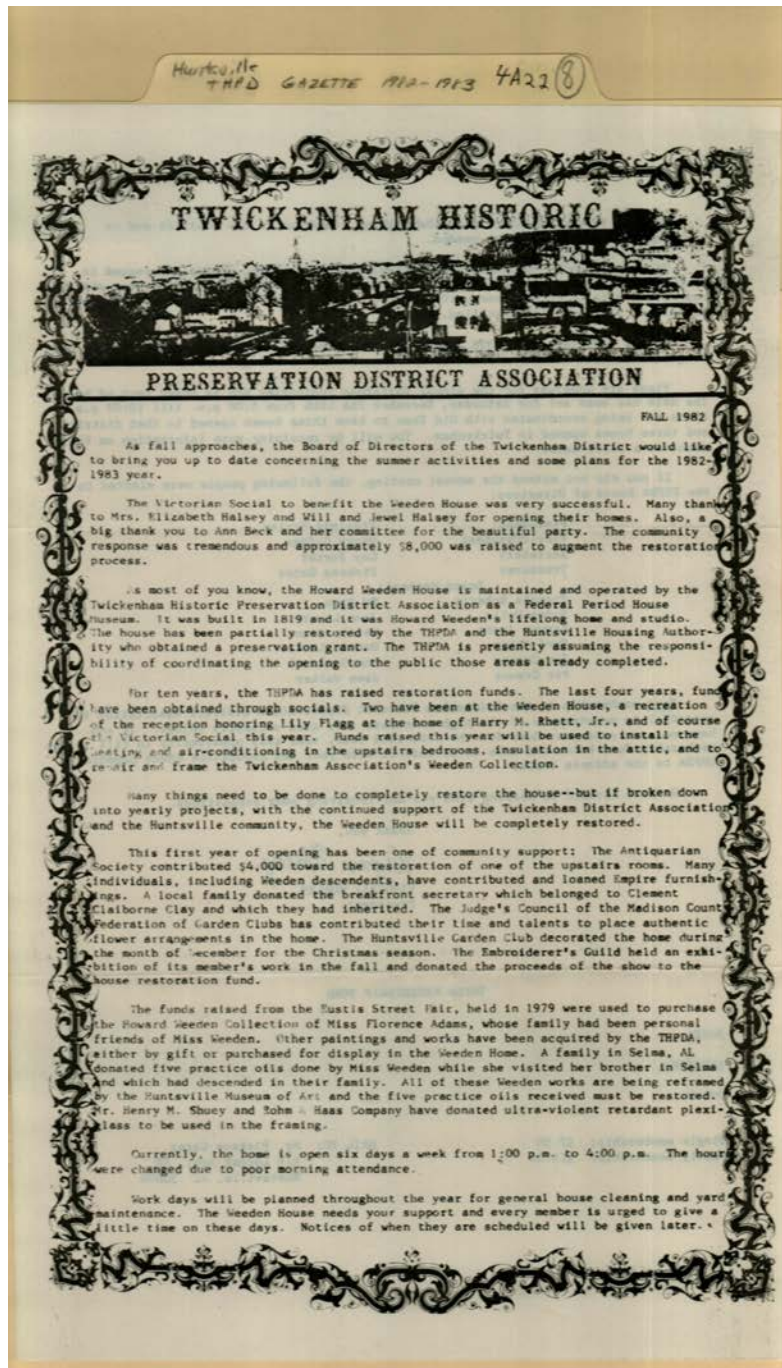 Huntsville
THPD GAZETTE 1982-1983 4A22 8
TWICKENHAM HISTORIC
PRESERVATION DISTRICT ASSOCIATION
FALL 1982
As fall approaches, the Board of Directors of the Twickenham District would like
to bring you up to date concerning the summer activities and some plans for the 1982-
1983 year.
The Victorian Social to benefit the Weeden House was very successful. Many thank
to Mrs. Elizabeth Halsey and Will and Jewel Halsey for opening their homes. Also, a
big thank you to Ann Beck and her committee for the beautiful party. The community
response was tremendous and approximately $8,000 was raised to augment the restoration
process.
As most of you know, the Howard Weeden House is maintained and operated by the
Twickenham Historic Preservation District Association as a Federal Period House
Museum. It was built in 1819 and it was Howard Weeden's lifelong home and studio.
The house has been partially restored by the THPDA and the Huntsville Housing Author-
ity who obtained a preservation grant. The THPDA is presently assuming the responsi-
bility of coordinating the opening to the public those areas already completed.
For ten years, the THPDA has raised restoration funds. The last four years, fund
have been obtained through socials. Two have been at the Weeden House, a recreation
of the reception honoring Lily Flagg at the home of Harry M. Rhett, Jr., and of course
the Victorian Social this year. Funds raised this year will be used to install the
heating and air-conditioning in the upstairs bedrooms, insulation in the attic, and to
repair and frame the Twickenham Association's Weeden Collection.
Many things need to be done to completely restore the house--but if broken down
into yearly projects, with the continued support of the Twickenham District Association
and the Huntsville community, the Weeden House will be completely restored.
This first year of opening has been one of community support: The Antiquarian
Society contributed $4,000 toward the restoration of one of the upstairs rooms. Many
individuals, including Weeden descendents, have contributed and loaned Empire furnish-
ings. A local family donated the breakfront secretary which belonged to Clement
Claiborne Clay and which they had inherited. The Judge's Council of the Madison Count
Federation of Garden Clubs has contributed their time and talents to place authentic
flower arrangements in the home. The Huntsville Garden Club decorated the home during
the month of December for the Christmas season. The Embroiderer's Guild held an exhi-
bition of its member's work in the fall and donated the proceeds of the show to the
house restoration fund.
The funds raised from the Eustis Street Fair, held in 1979 were used to purchase
the Howard Weeden Collection of Miss Florence Adams, whose family had been personal
friends of Miss Weeden. Other paintings and works have been acquired by the THPDA,
either by gift or purchased for display in the Weeden Home. A family in Selma, AL
donated five practice oils done by Miss Weeden while she visited her brother in Selma
and which had descended in their family. All of these Weeden works are being reframed
by the Huntsville Museum of Art and the five practice oils received must be restored.
Mr. Henry M. Shuey and Rohm & Haas Company have donated ultra-violent retardant plexi-
glass to be used in the framing.
Currently, the home is open six days a week from 1:00 p.m. to 4:00 p.m. The hour
were changed due to poor morning attendance.
Work days will be planned throughout the year for general house cleaning and yard
maintenance. The Weeden House needs your support and every member is urged to give a
little time on these days. Notices of when they are scheduled will be given later.